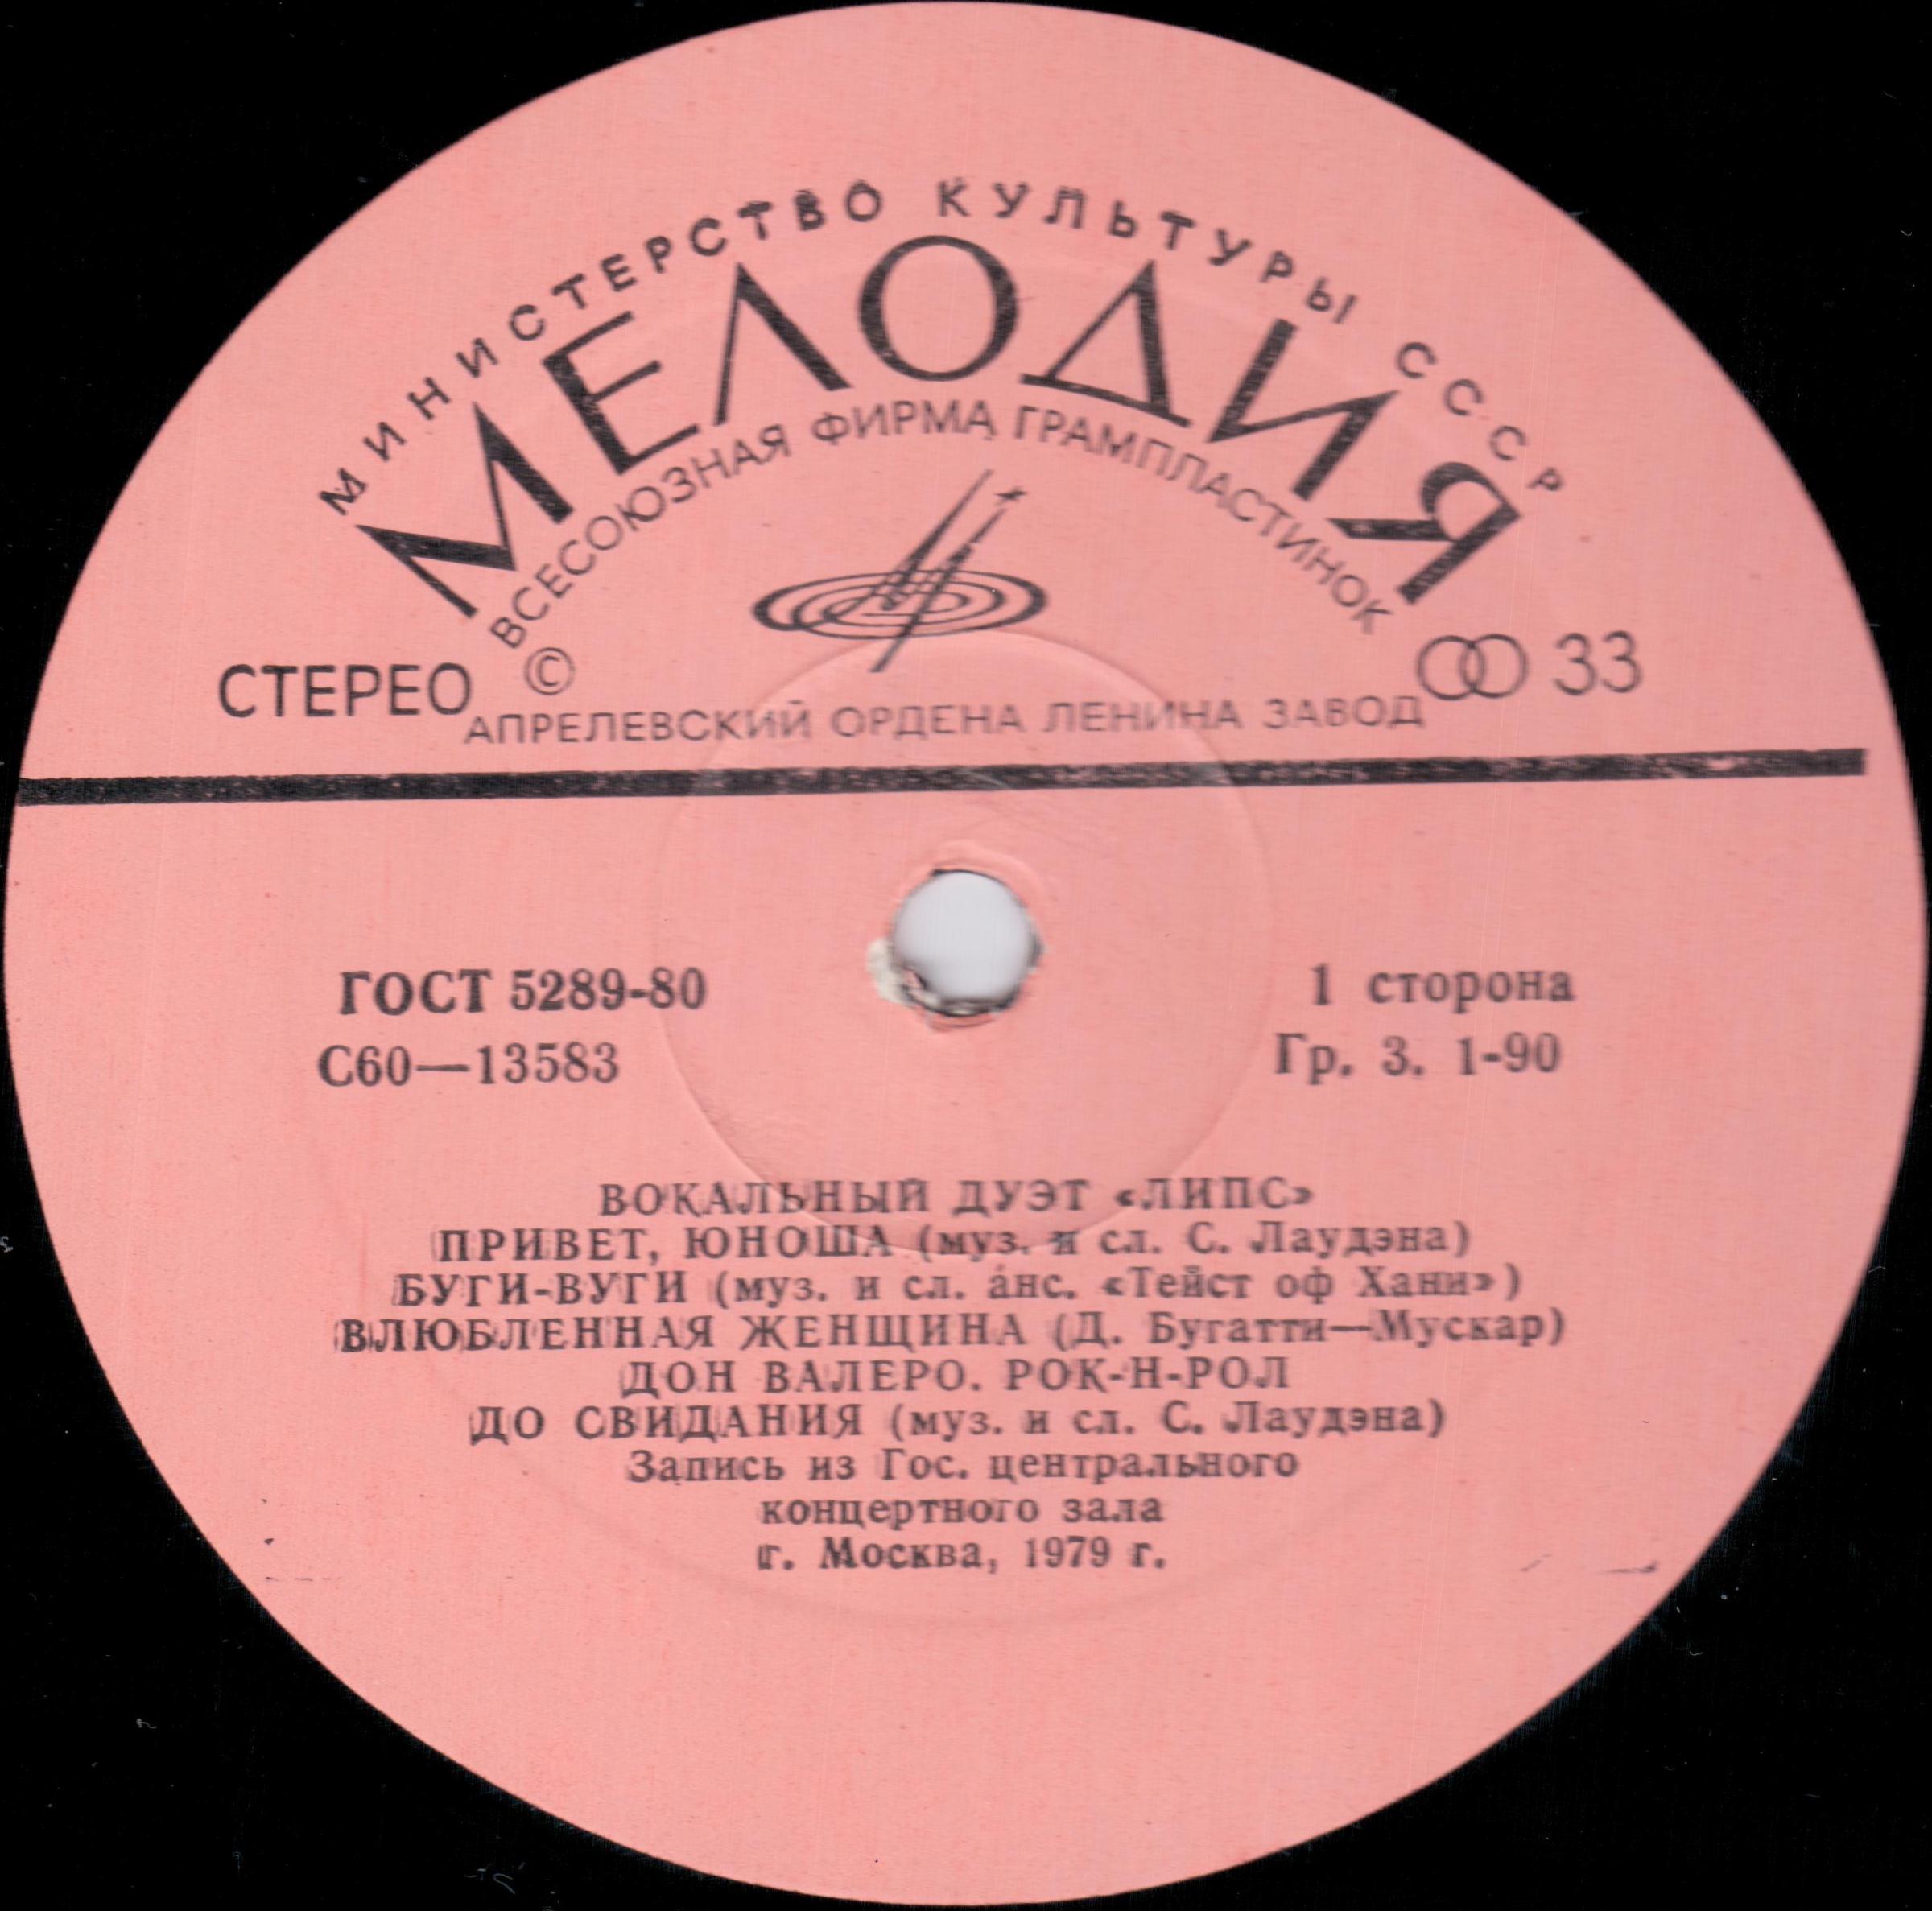 МИНИСТЕРСТВО КУЛЬТУРЫ СССР
МЕЛОДИЯ
ВСЕСОЮЗНАЯ ФИРМА ГРАМПЛАСТИНОК
СТЕРЕО © 33
АПРЕЛЕВСКИЙ ОРДЕНА ЛЕНИНА ЗАВОД
ГОСТ 5289-80 1 сторона
С60—13583 Гр. 3. 1-90
ВОКАЛЬНЫЙ ДУЭТ «ЛИПС»
ПРИВЕТ, ЮНОША (муз. и сл. С. Лаудэна)
БУГИ-ВУГИ (муз. и сл. анс. «Тейст оф Хани»)
ВЛЮБЛЕННАЯ ЖЕНЩИНА (Д. Бугатти—Мускар)
ДОН ВАЛЕРО. РОК-Н-РОЛ
ДО СВИДАНИЯ (муз. и сл. С. Лаудэна)
Запись из Гос. центрального
концертного зала
г. Москва, 1979 г.